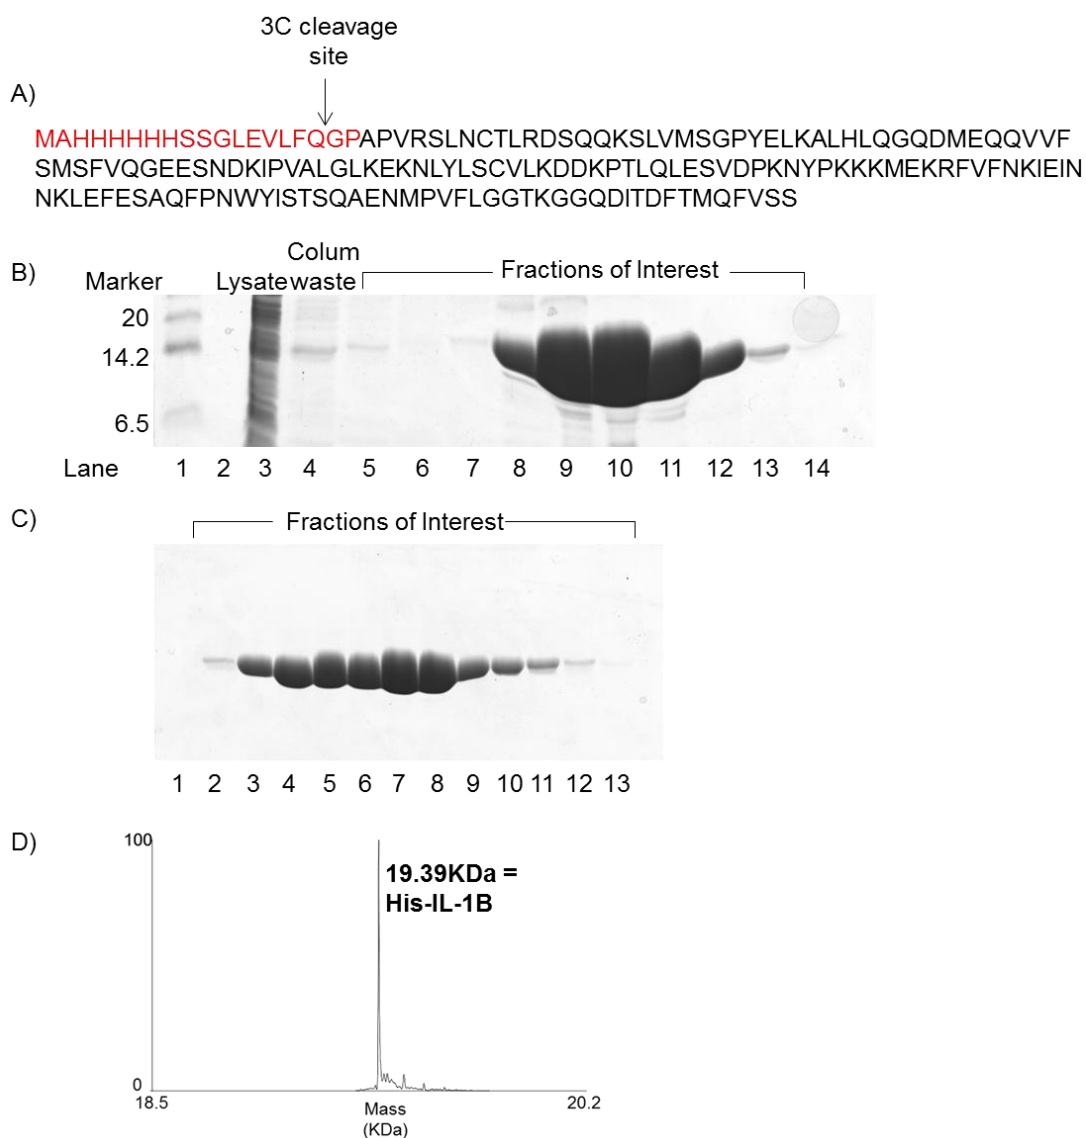 3C cleavage
site
A)
MAHHHHHHSSGLEVLFQGPAPVRSLNCTLRDSQQKSLVMSGPYELKALHLQGQDMEQQVVF
SMSFVQGEESNDKIPVALGLKEKNLYLSCVLKDDKPTLQLESVDPKNYPKKKMEKRFVFNKIEIN
NKLEFESAQFPNWYISTSQAENMPVFLGGTKGGQDITDFTMQFVSS
B)
Colum
Marker Lysate waste Fractions of Interest
20
14.2
6.5
Lane 1 2 3 4 5 6 7 8 9 10 11 12 13 14
C)
Fractions of Interest
1 2 3 4 5 6 7 8 9 10 11 12 13
D)
100
19.39KDa =
His-IL-1B
0
18.5 Mass 20.2
(KDa)